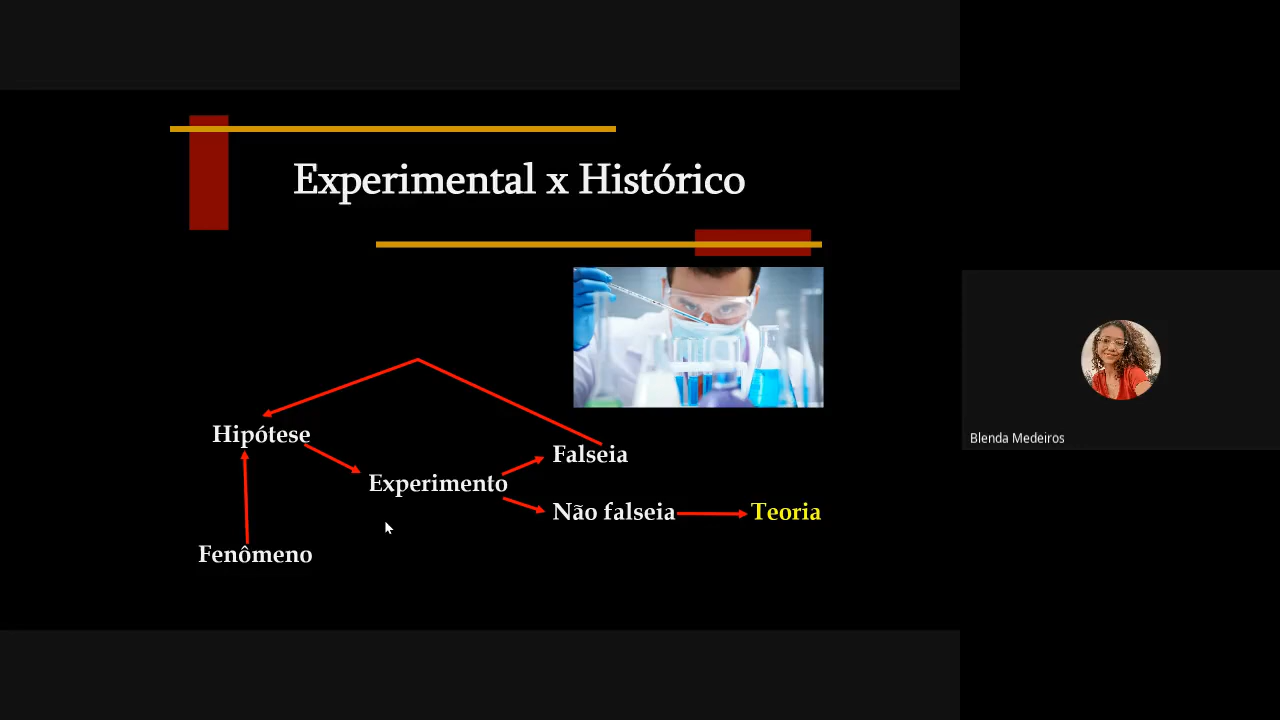 Experimental x Histórico
Hipótese
Falseia
Experimento
Não falseia
Teoria
Fenômeno
Blenda Medeiros